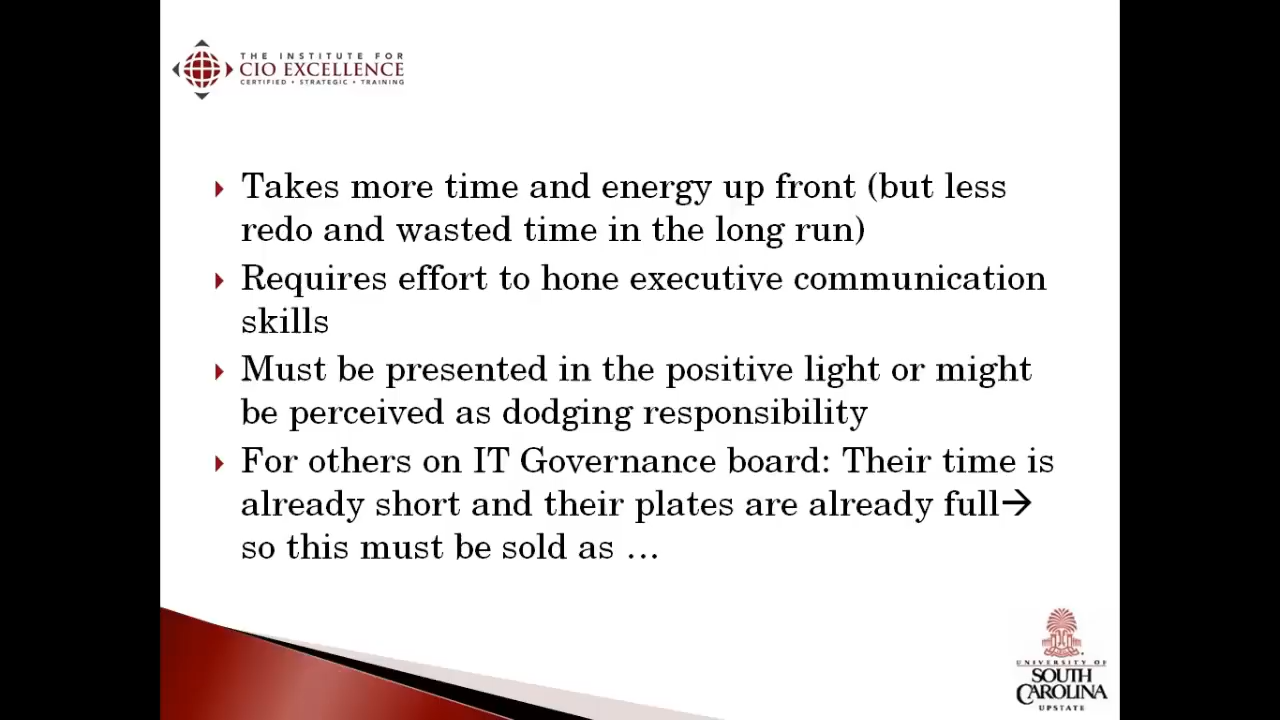 THE INSTITUTE FOR
CIO EXCELLENCE
CERTIFIED • STRATEGIC • TRAINING
Takes more time and energy up front (but less
redo and wasted time in the long run)
Requires effort to hone executive communication
skills
Must be presented in the positive light or might
be perceived as dodging responsibility
For others on IT Governance board: Their time is
already short and their plates are already full→
so this must be sold as …
UNIVERSITY OF
SOUTH
CAROLINA
UPSTATE